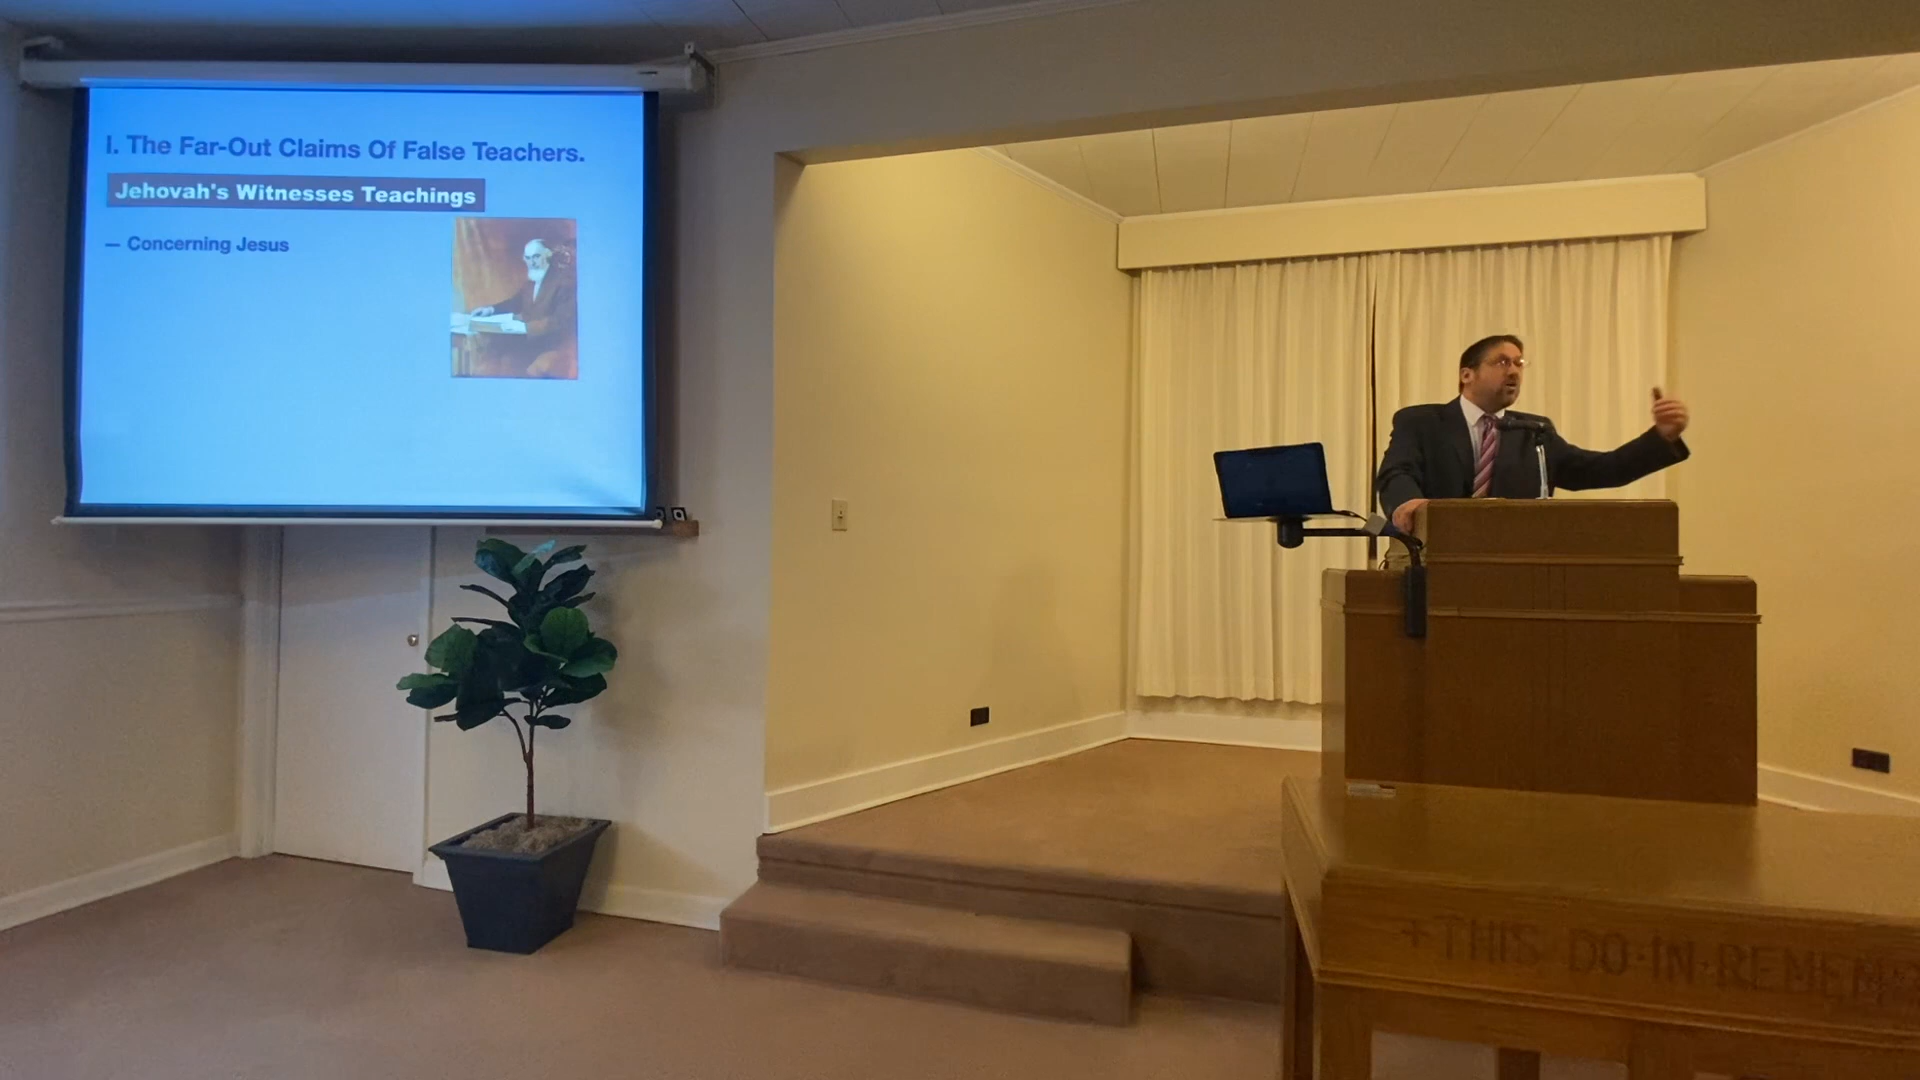 I. The Far-Out Claims Of False Teachers.
Jehovah's Witnesses Teachings
— Concerning Jesus
+THIS DO·IN·REMEM